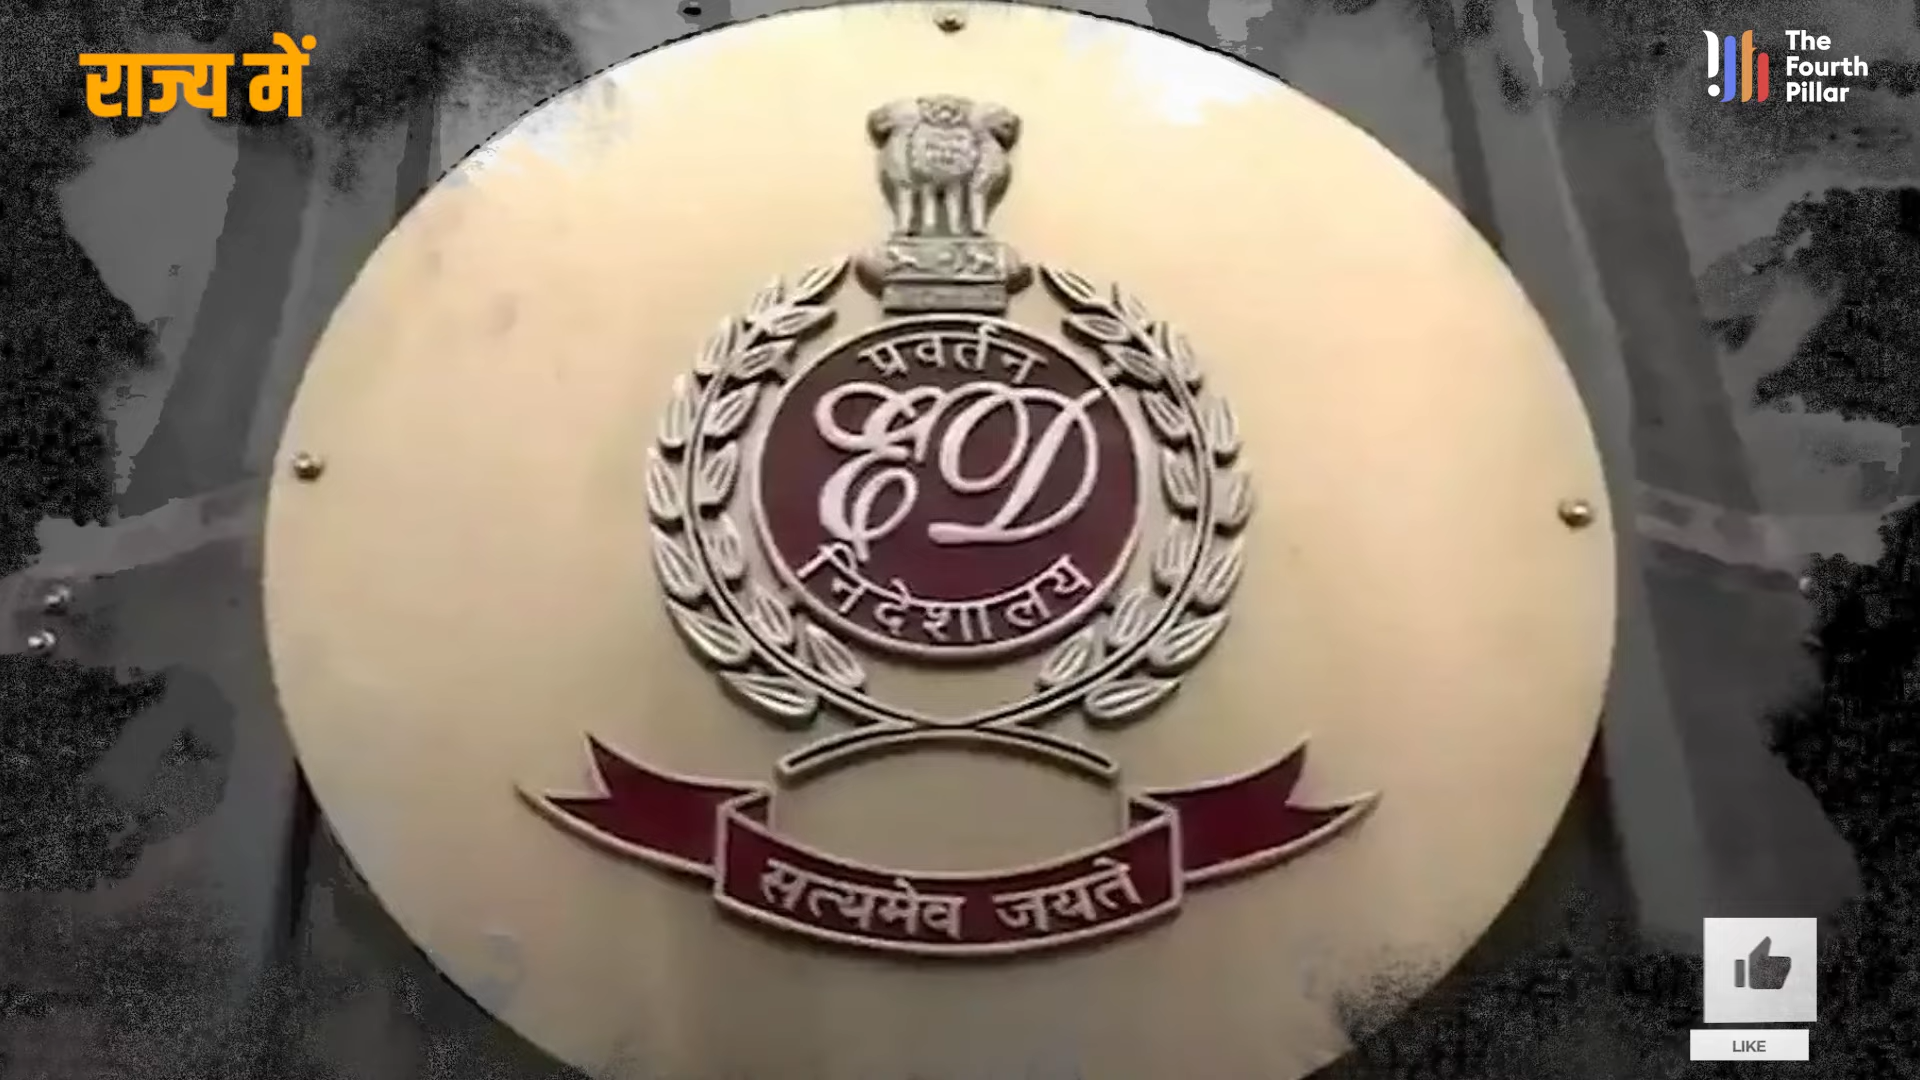 राज्य में
The
Fourth
Pillar
प्रवर्तन
ED
निदेशालय
सत्यमेव जयते
LIKE